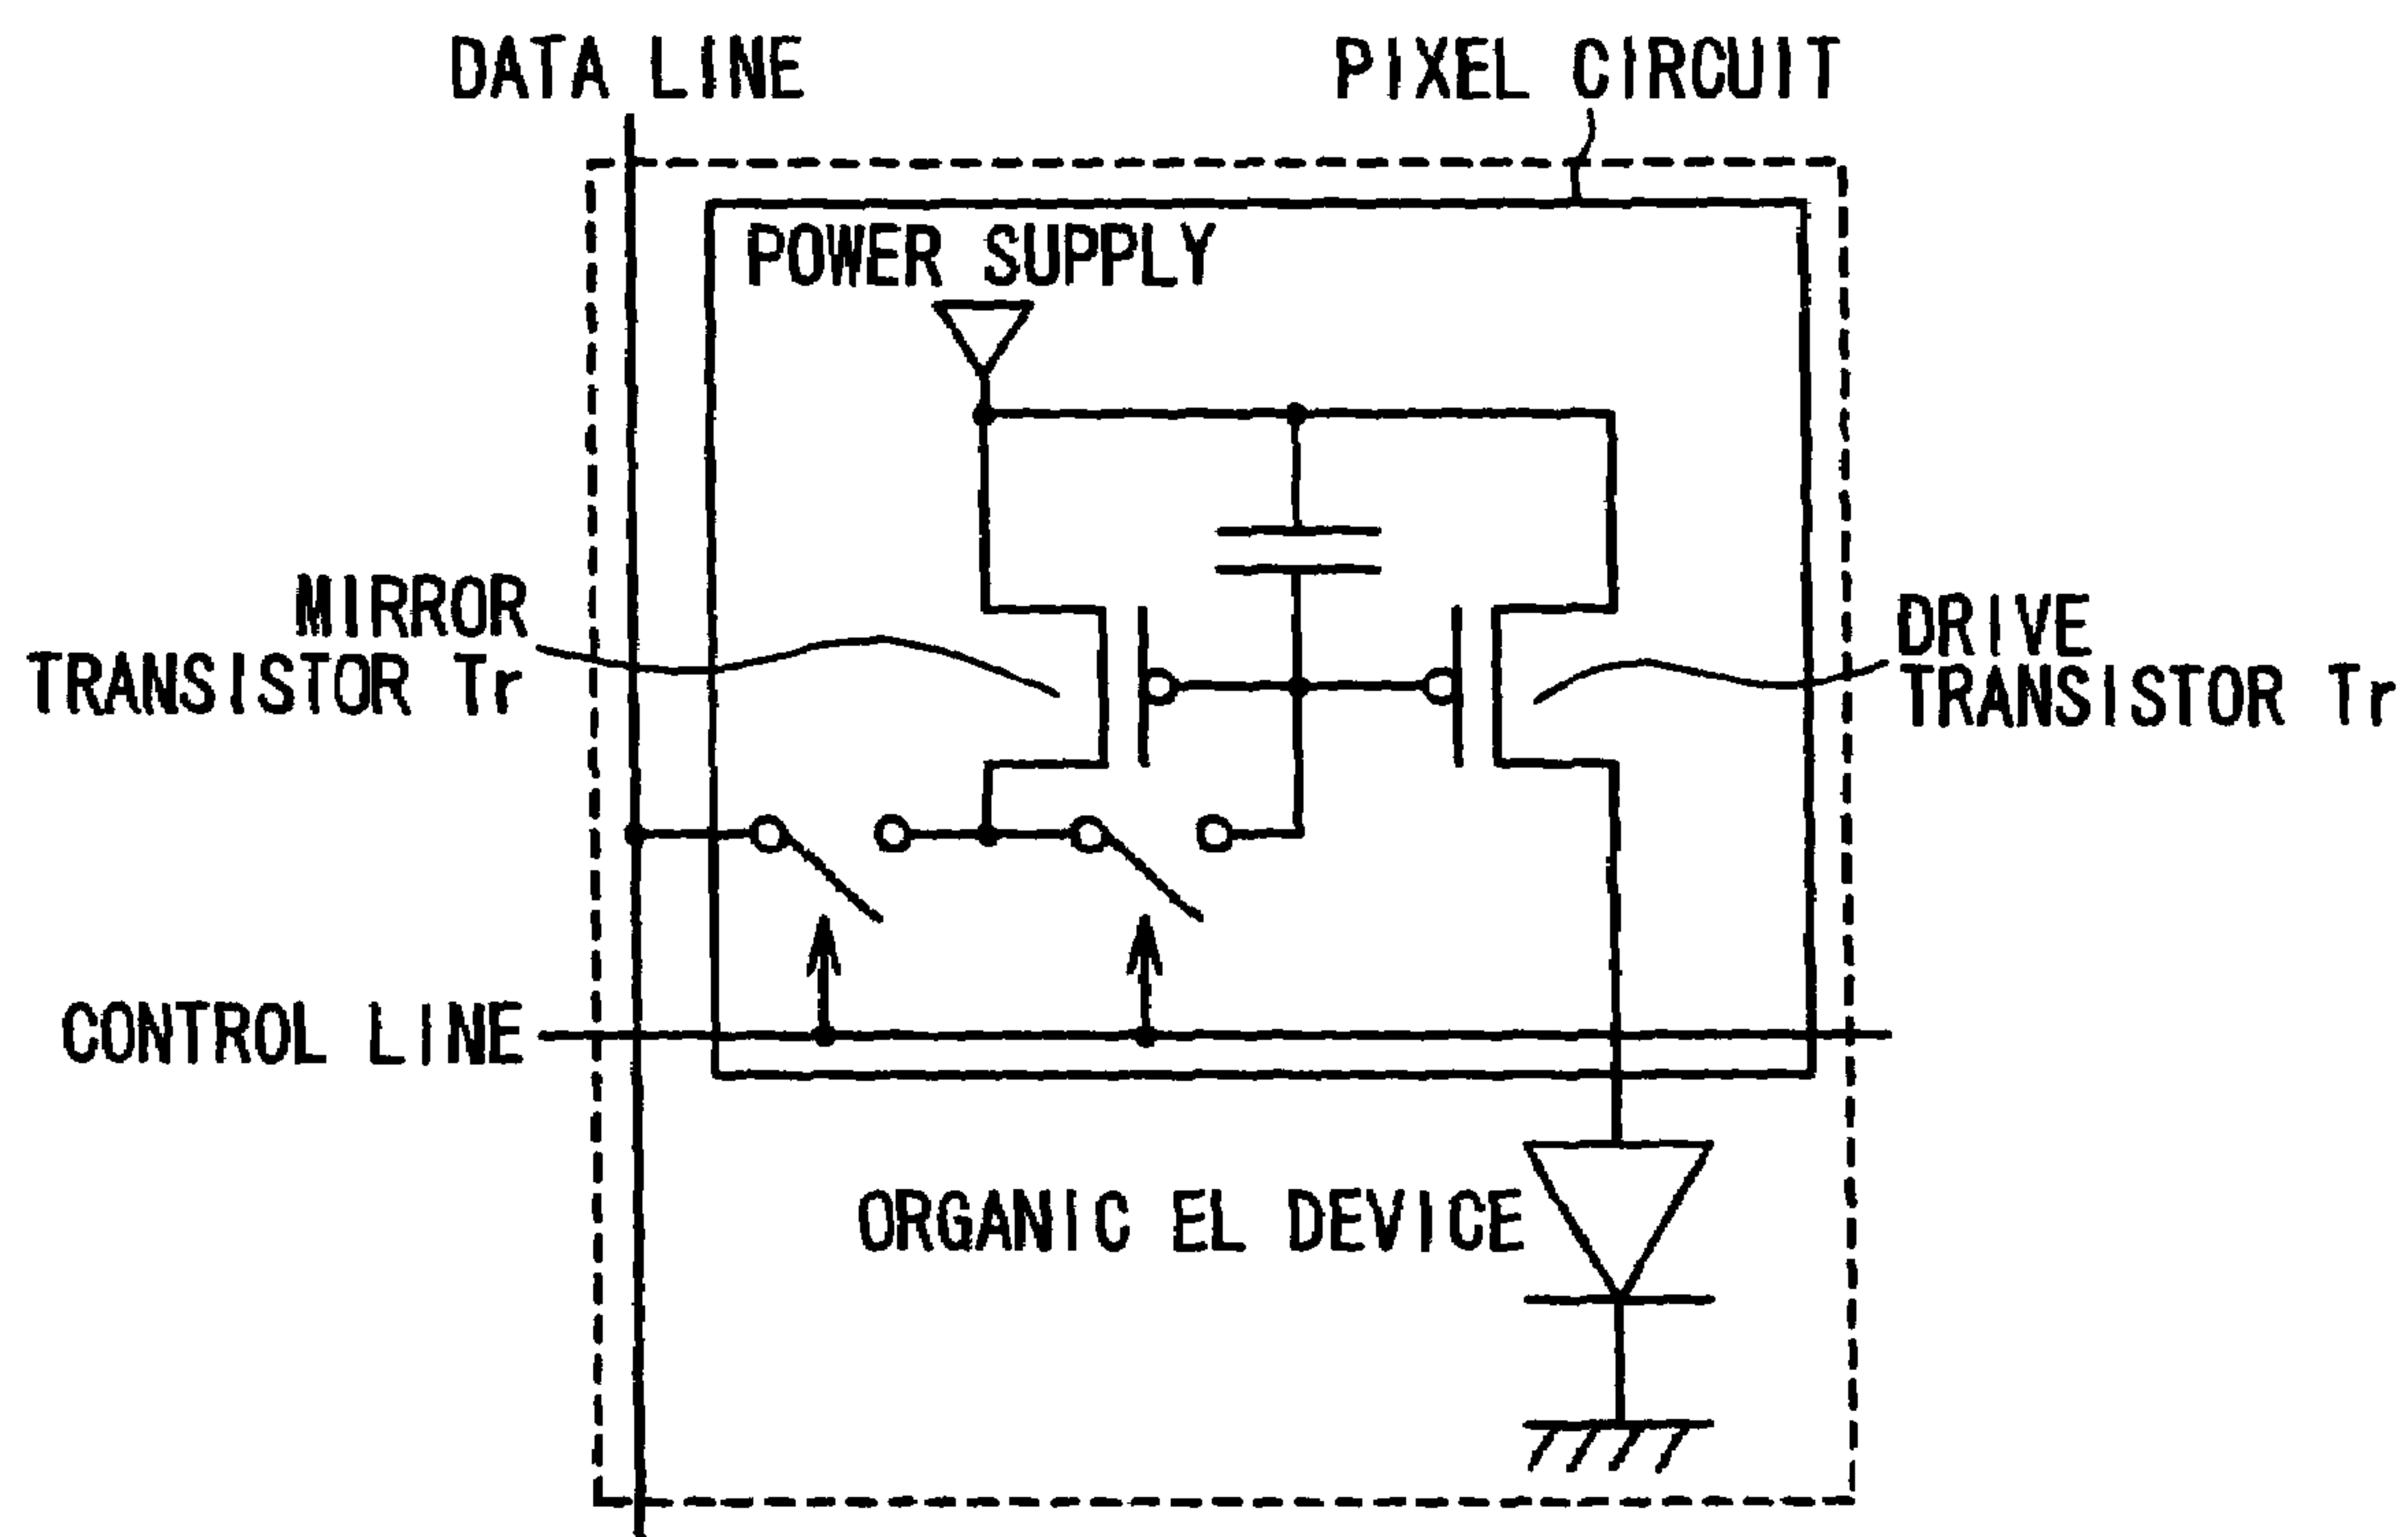 DATA LINE
PIXEL CIRCUIT
POWER SUPPLY
MIRROR
TRANSISTOR Tr
DRIVE
TRANSISTOR Tr
CONTROL LINE
ORGANIC EL DEVICE